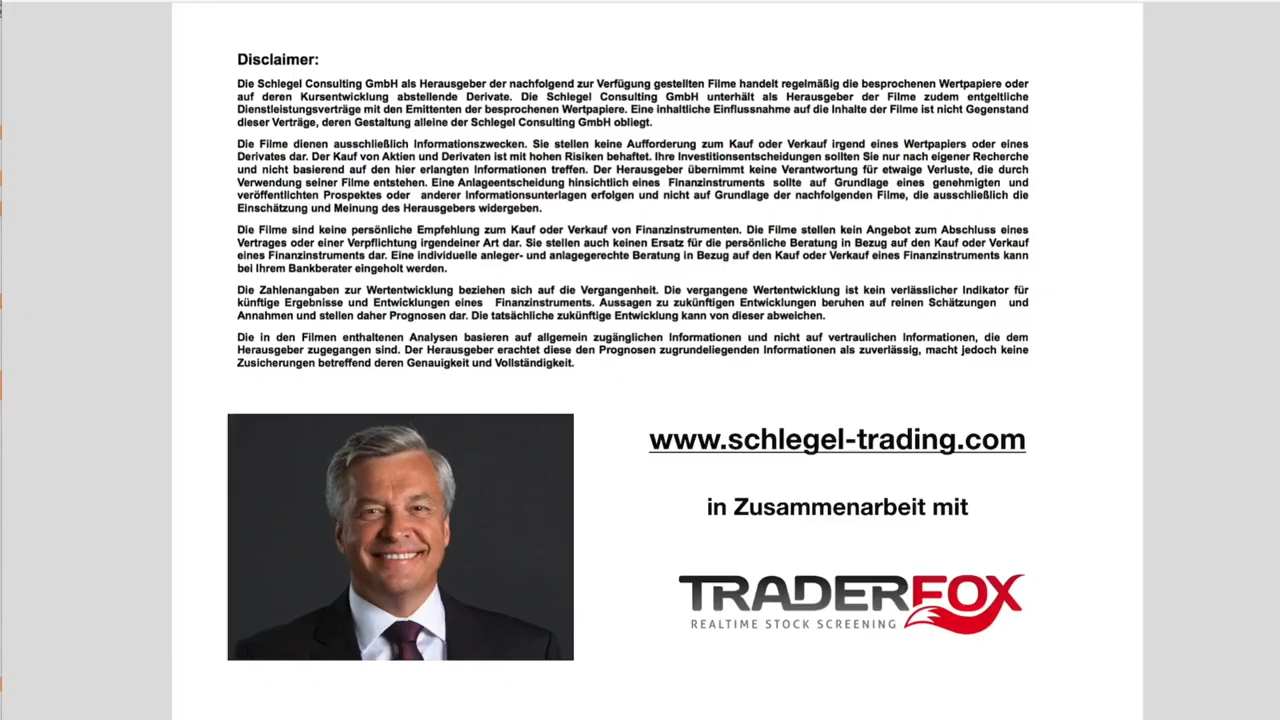 Disclaimer:
Die Schlegel Consulting GmbH als Herausgeber der nachfolgend zur Verfügung gestellten Filme handelt regelmäßig die besprochenen Wertpapiere oder
auf deren Kursentwicklung abstellende Derivate. Die Schlegel Consulting GmbH unterhält als Herausgeber der Filme zudem entgeltliche
Dienstleistungsverträge mit den Emittenten der besprochenen Wertpapiere. Eine inhaltliche Einflussnahme auf die Inhalte der Filme ist nicht Gegenstand
dieser Verträge, deren Gestaltung alleine der Schlegel Consulting GmbH obliegt.
Die Filme dienen ausschließlich Informationszwecken. Sie stellen keine Aufforderung zum Kauf oder Verkauf irgend eines Wertpapiers oder eines
Derivates dar. Der Kauf von Aktien und Derivaten ist mit hohen Risiken behaftet. Ihre Investitionsentscheidungen sollten Sie nur nach eigener Recherche
und nicht basierend auf den hier erlangten Informationen treffen. Der Herausgeber übernimmt keine Verantwortung für etwaige Verluste, die durch
Verwendung seiner Filme entstehen. Eine Anlageentscheidung hinsichtlich eines Finanzinstruments sollte auf Grundlage eines genehmigten und
veröffentlichten Prospektes oder anderer Informationsunterlagen erfolgen und nicht auf Grundlage der nachfolgenden Filme, die ausschließlich die
Einschätzung und Meinung des Herausgebers widergeben.
Die Filme sind keine persönliche Empfehlung zum Kauf oder Verkauf von Finanzinstrumenten. Die Filme stellen kein Angebot zum Abschluss eines
Vertrages oder einer Verpflichtung irgendeiner Art dar. Sie stellen auch keinen Ersatz für die persönliche Beratung in Bezug auf den Kauf oder Verkauf
eines Finanzinstruments dar. Eine individuelle anleger- und anlagegerechte Beratung in Bezug auf den Kauf oder Verkauf eines Finanzinstruments kann
bei Ihrem Bankberater eingeholt werden.
Die Zahlenangaben zur Wertentwicklung beziehen sich auf die Vergangenheit. Die vergangene Wertentwicklung ist kein verlässlicher Indikator für
künftige Ergebnisse und Entwicklungen eines Finanzinstruments. Aussagen zu zukünftigen Entwicklungen beruhen auf reinen Schätzungen und
Annahmen und stellen daher Prognosen dar. Die tatsächliche zukünftige Entwicklung kann von dieser abweichen.
Die in den Filmen enthaltenen Analysen basieren auf allgemein zugänglichen Informationen und nicht auf vertraulichen Informationen, die dem
Herausgeber zugegangen sind. Der Herausgeber erachtet diese den Prognosen zugrundeliegenden Informationen als zuverlässig, macht jedoch keine
Zusicherungen betreffend deren Genauigkeit und Vollständigkeit.
www.schlegel-trading.com
in Zusammenarbeit mit
TRADERFOX
REALTIME STOCK SCREENING